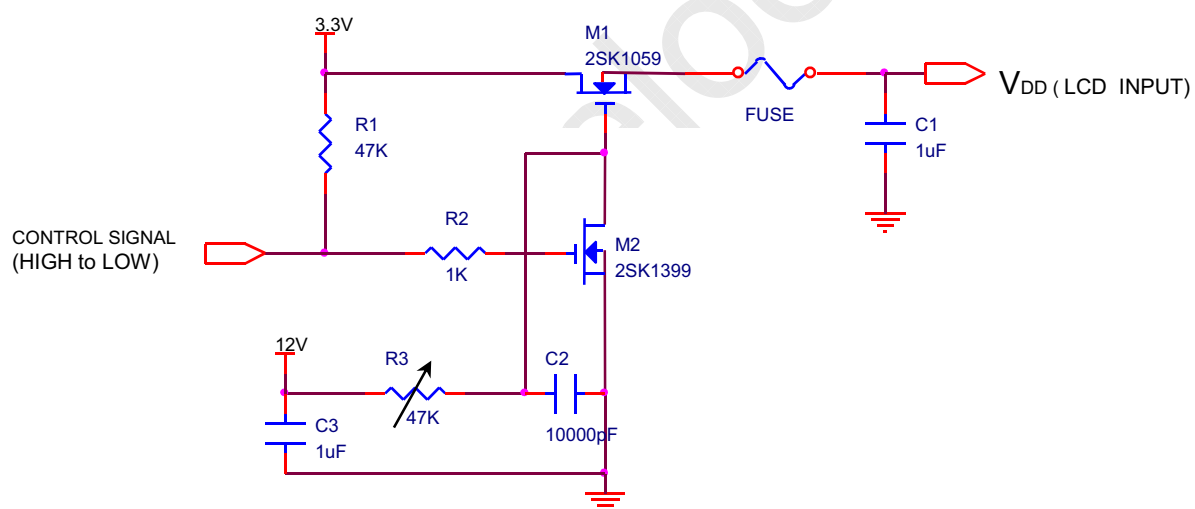 3.3V
M1
2SK1059
FUSE
VDD ( LCD INPUT)
R1
47K
C1
1uF
CONTROL SIGNAL
(HIGH to LOW)
R2
1K
M2
2SK1399
12V
R3
47K
C2
10000pF
C3
1uF